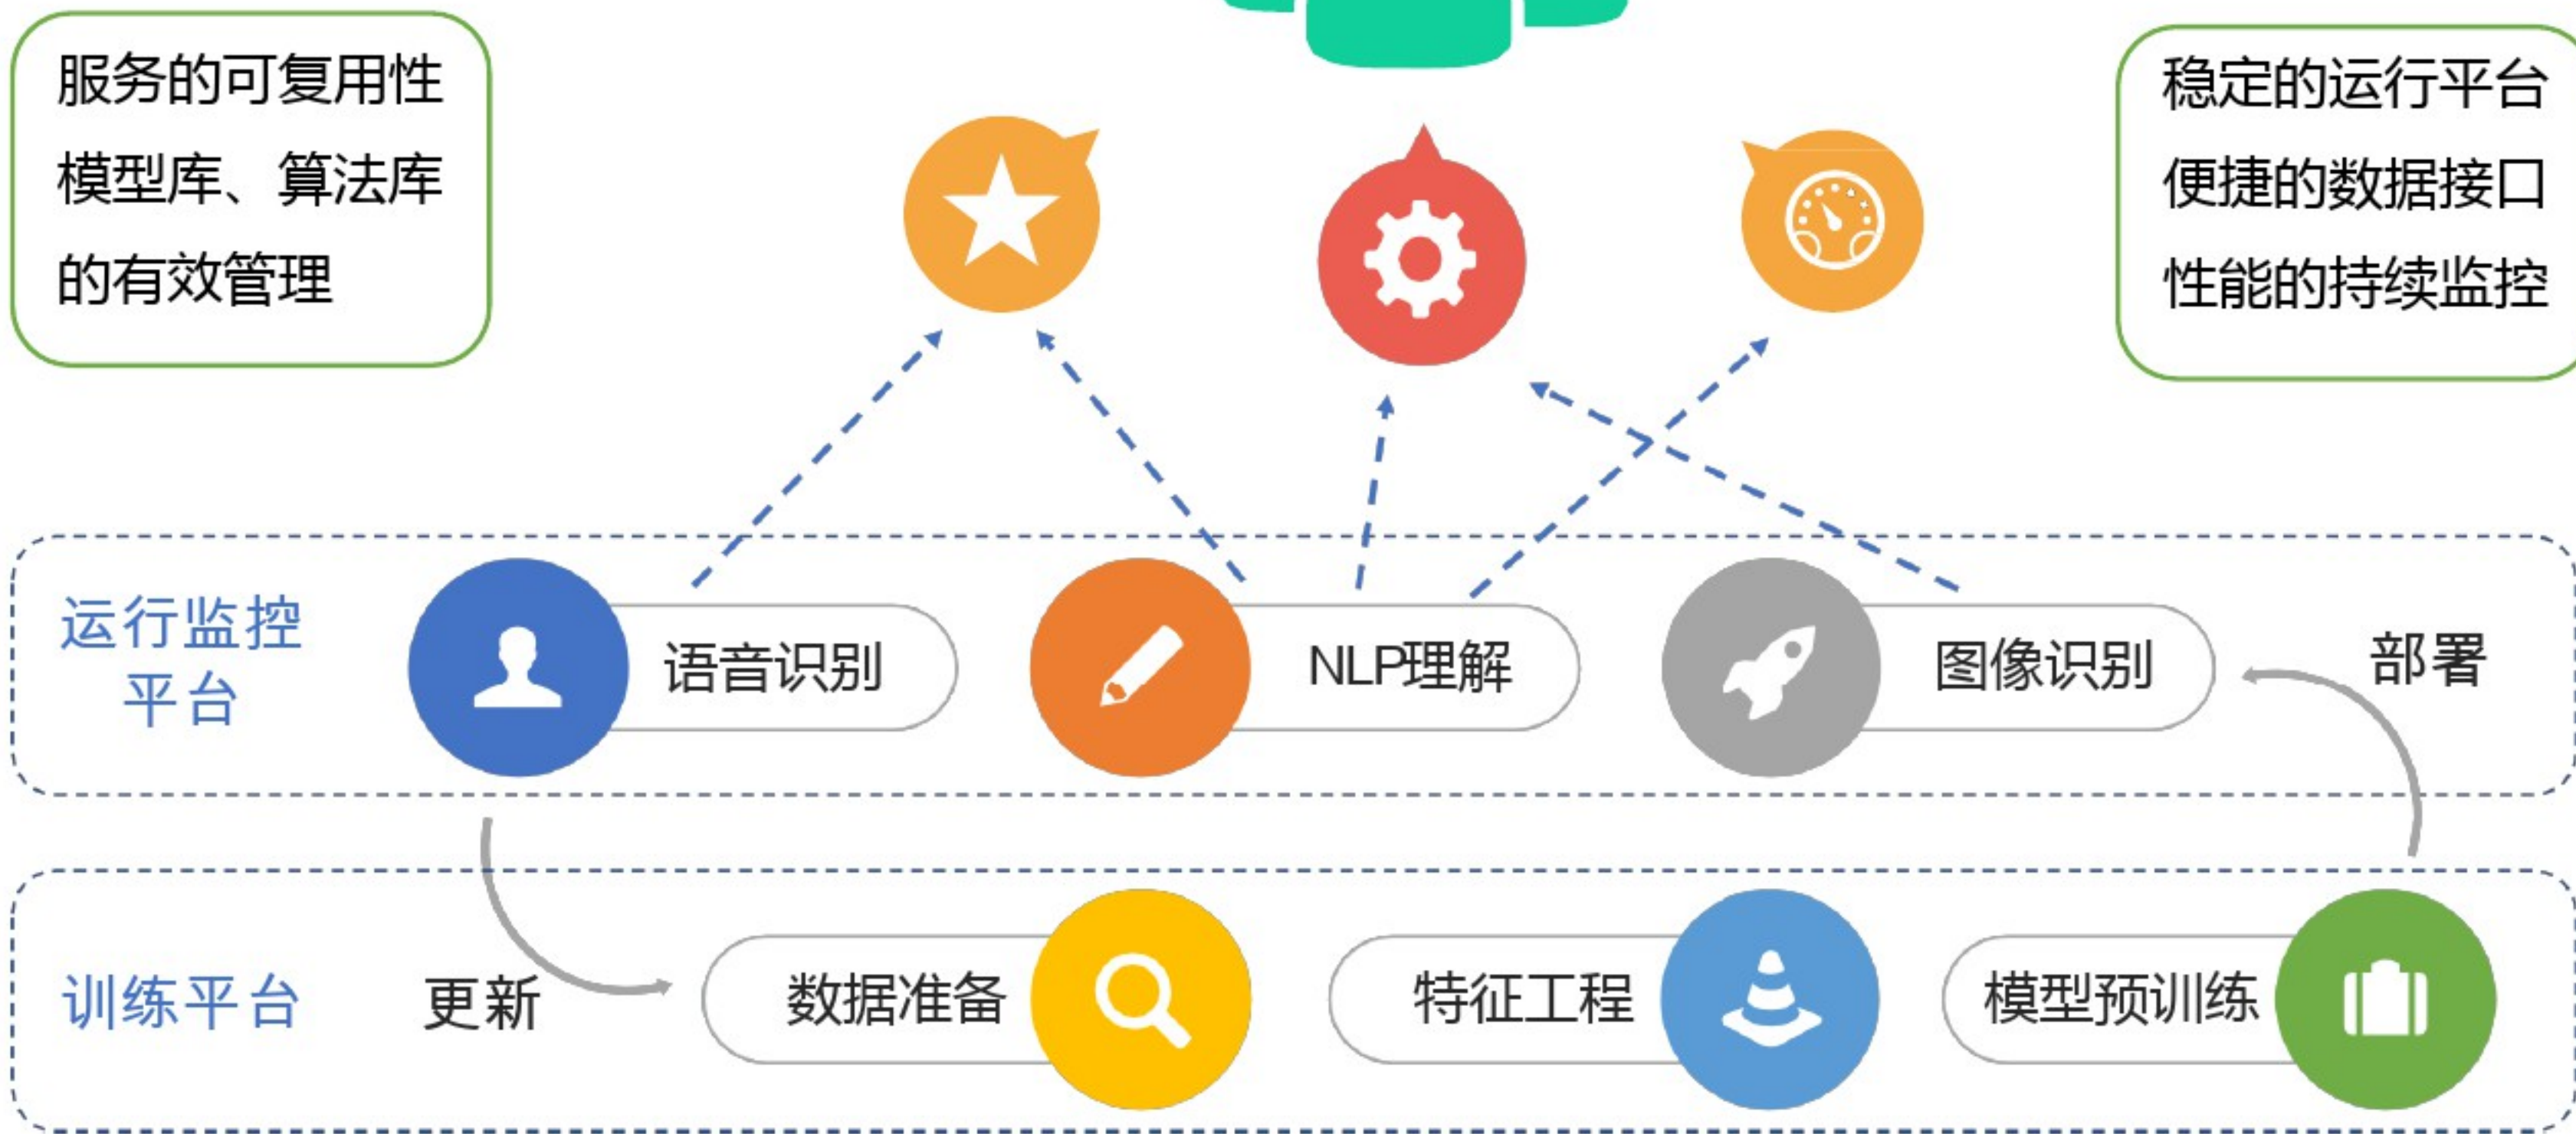 服务的可复用性
模型库、算法库
的有效管理
稳定的运行平台
便捷的数据接口
性能的持续监控
运行监控
平台
语音识别
NLP理解
图像识别
部署
训练平台
更新
数据准备
特征工程
模型预训练